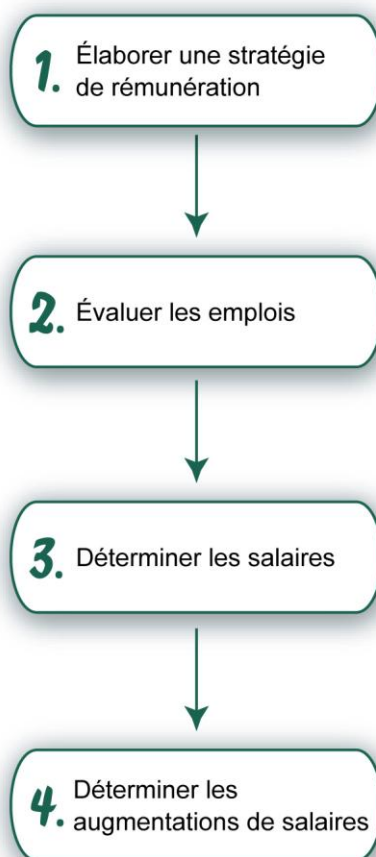 1. Élaborer une stratégie
de rémunération
2. Évaluer les emplois
3. Déterminer les salaires
4. Déterminer les
augmentations de salaires